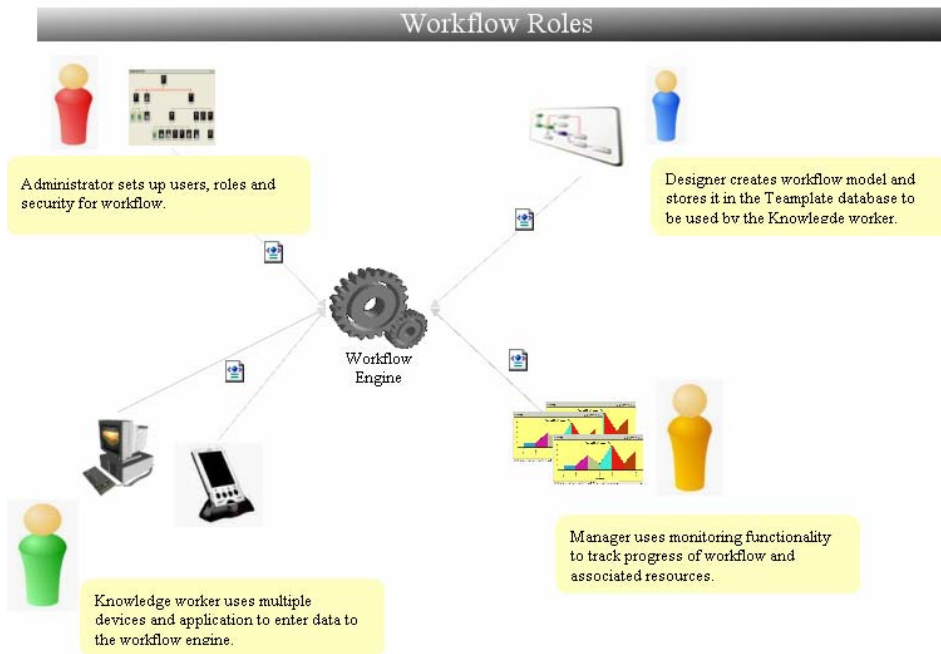 Workflow Roles
Administrator sets up users, roles and
security for workflow.
Designer creates workflow model and
stores it in the Teamplate database to
be used by the Knowlegde worker.
Workflow
Engine
Manager uses monitoring functionality
to track progress of workflow and
associated resources.
Knowledge worker uses multiple
devices and application to enter data to
the workflow engine.